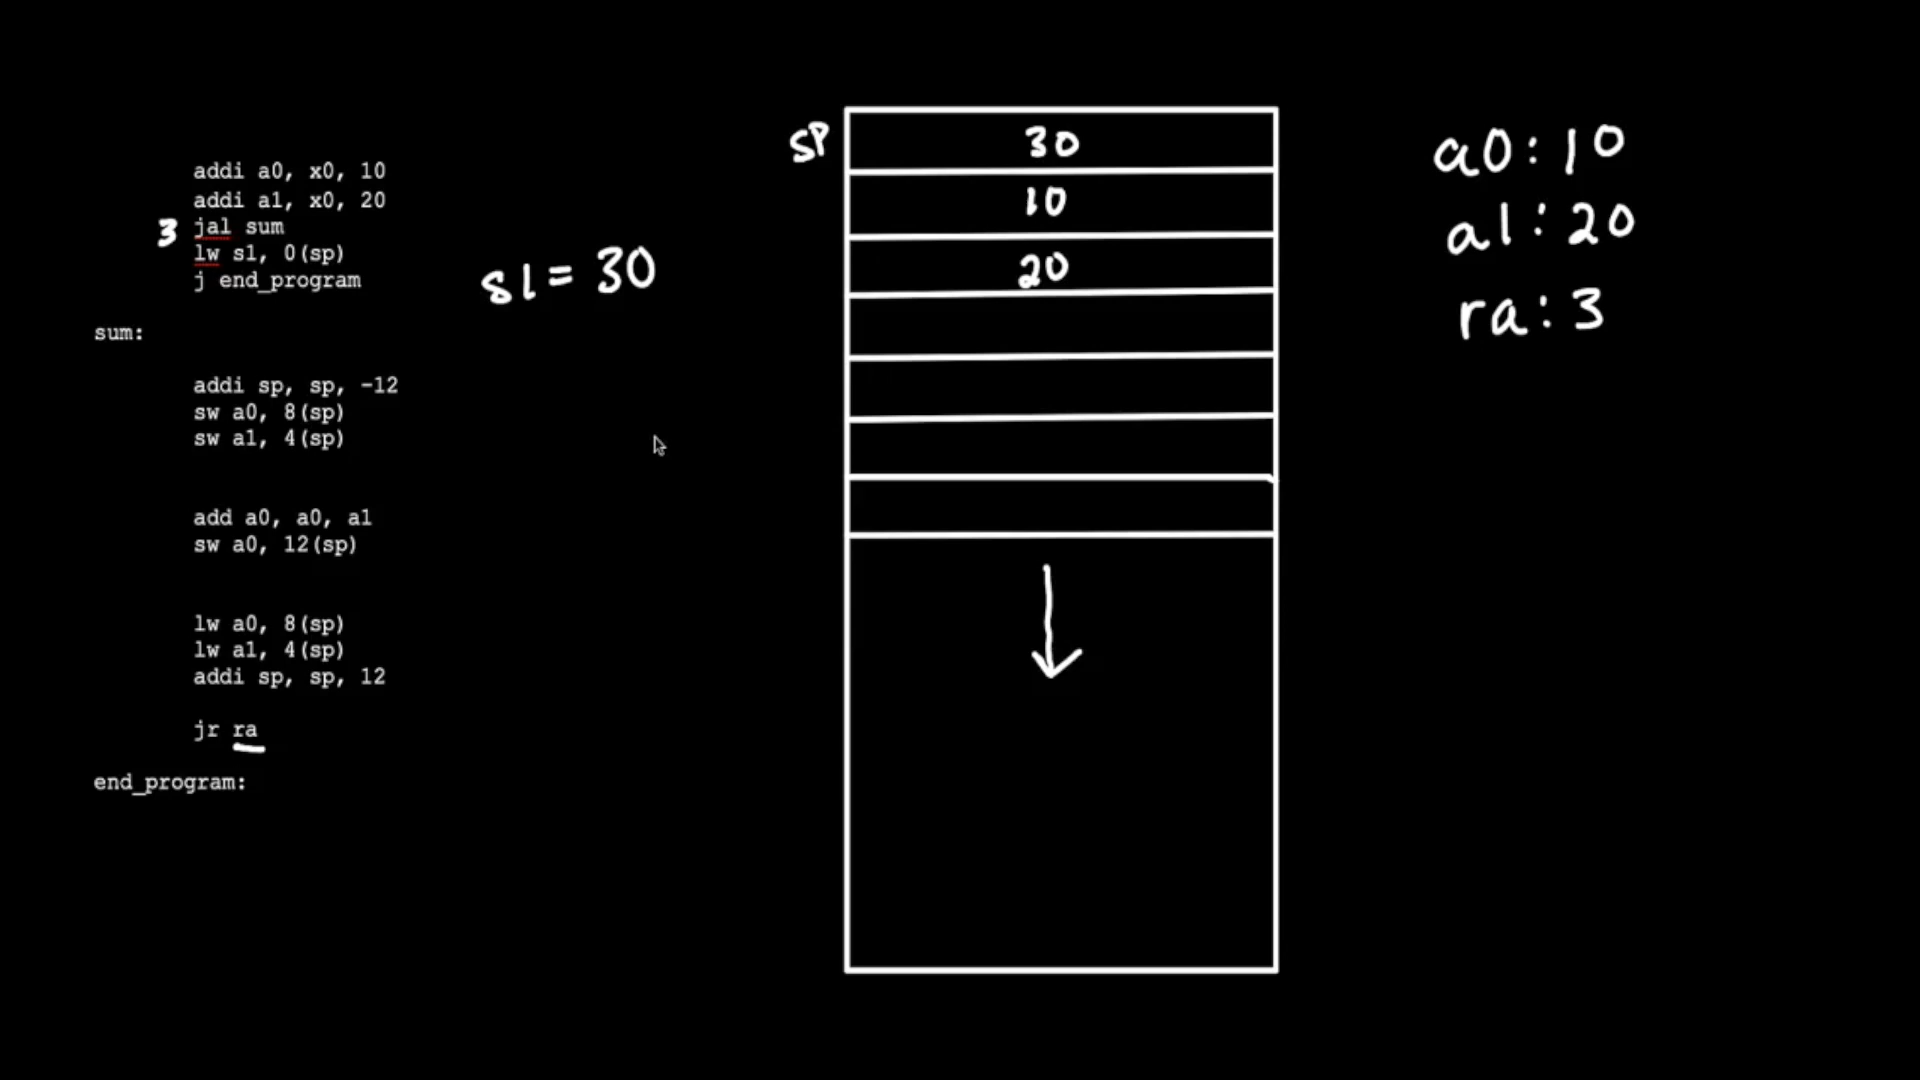 addi a0, x0, 10
addi a1, x0, 20
3 jal sum
lw s1, 0(sp)
j end_program
s1 = 30
sum:
addi sp, sp, -12
sw a0, 8(sp)
sw a1, 4(sp)
add a0, a0, a1
sw a0, 12(sp)
lw a0, 8(sp)
lw a1, 4(sp)
addi sp, sp, 12
jr ra
end_program:
SP 30
10
20
a0: 10
a1: 20
ra: 3